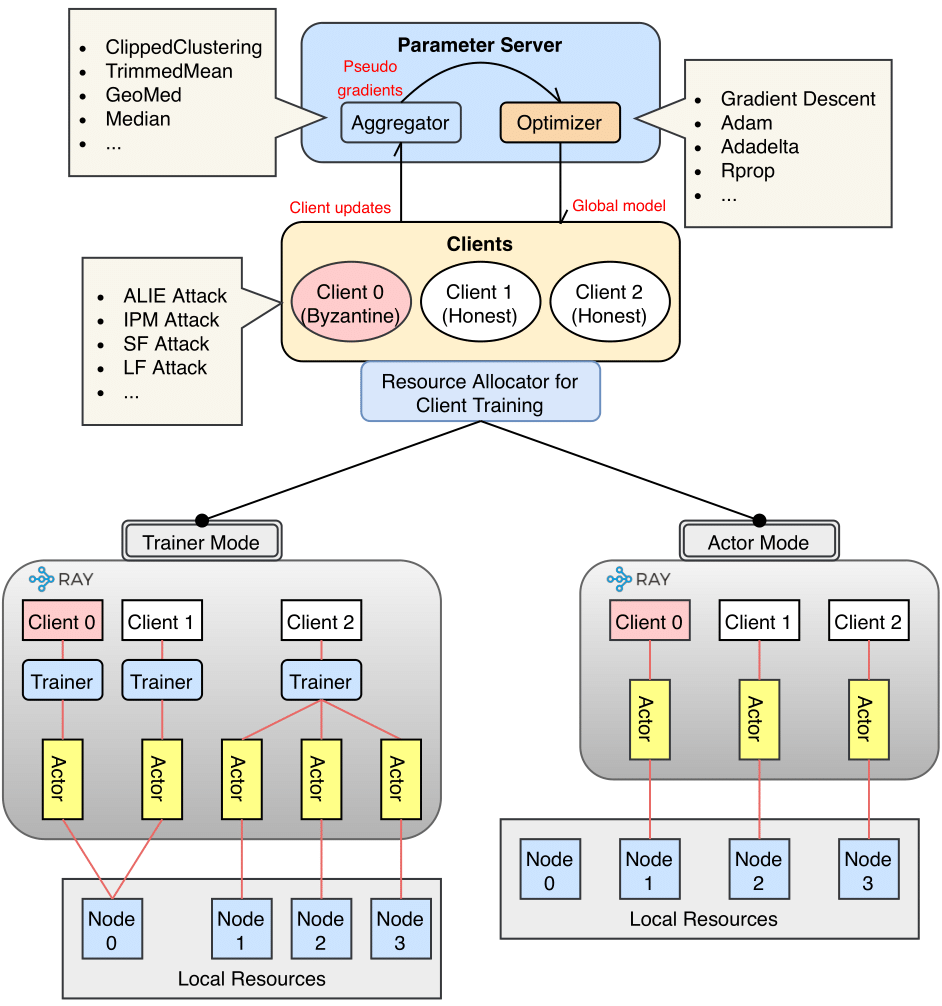 • ClippedClustering
• TrimmedMean
• GeoMed
• Median
• ...
Parameter Server
Pseudo
gradients
Aggregator
Optimizer
• Gradient Descent
• Adam
• Adadelta
• Rprop
• ...
Client updates
Global model
Clients
Client 0
(Byzantine)
Client 1
(Honest)
Client 2
(Honest)
• ALIE Attack
• IPM Attack
• SF Attack
• LF Attack
• ...
Resource Allocator for
Client Training
Trainer Mode
RAY
Client 0
Client 1
Client 2
Trainer
Trainer
Trainer
Actor
Actor
Actor
Actor
Actor
Node
0
Node
1
Node
2
Node
3
Local Resources
Actor Mode
RAY
Client 0
Client 1
Client 2
Actor
Actor
Actor
Node
0
Node
1
Node
2
Node
3
Local Resources